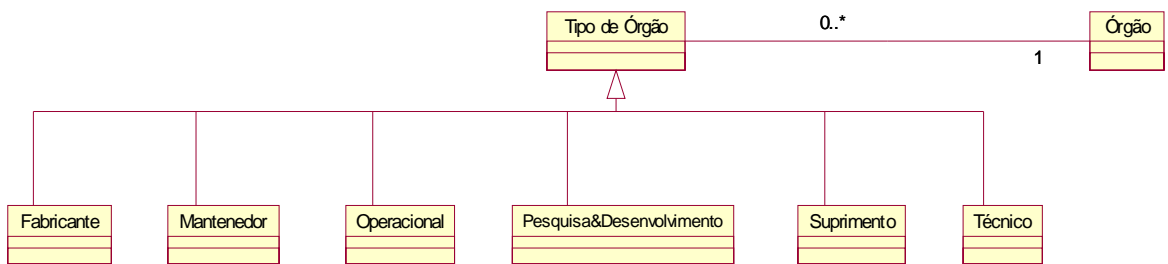 Tipo de Órgão
0..*
Órgão
1
Fabricante
Mantenedor
Operacional
Pesquisa&Desenvolvimento
Suprimento
Técnico